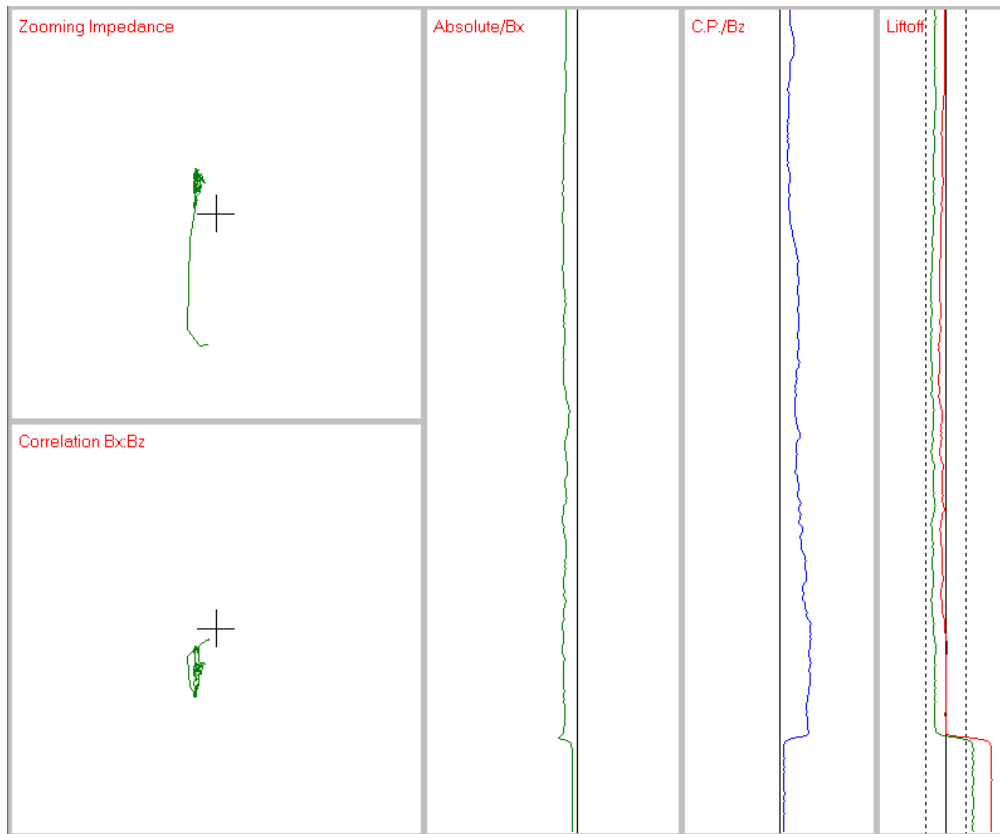 Zooming Impedance
Absolute/Bx
C.P./Bz
Liftoff
Correlation Bx:Bz